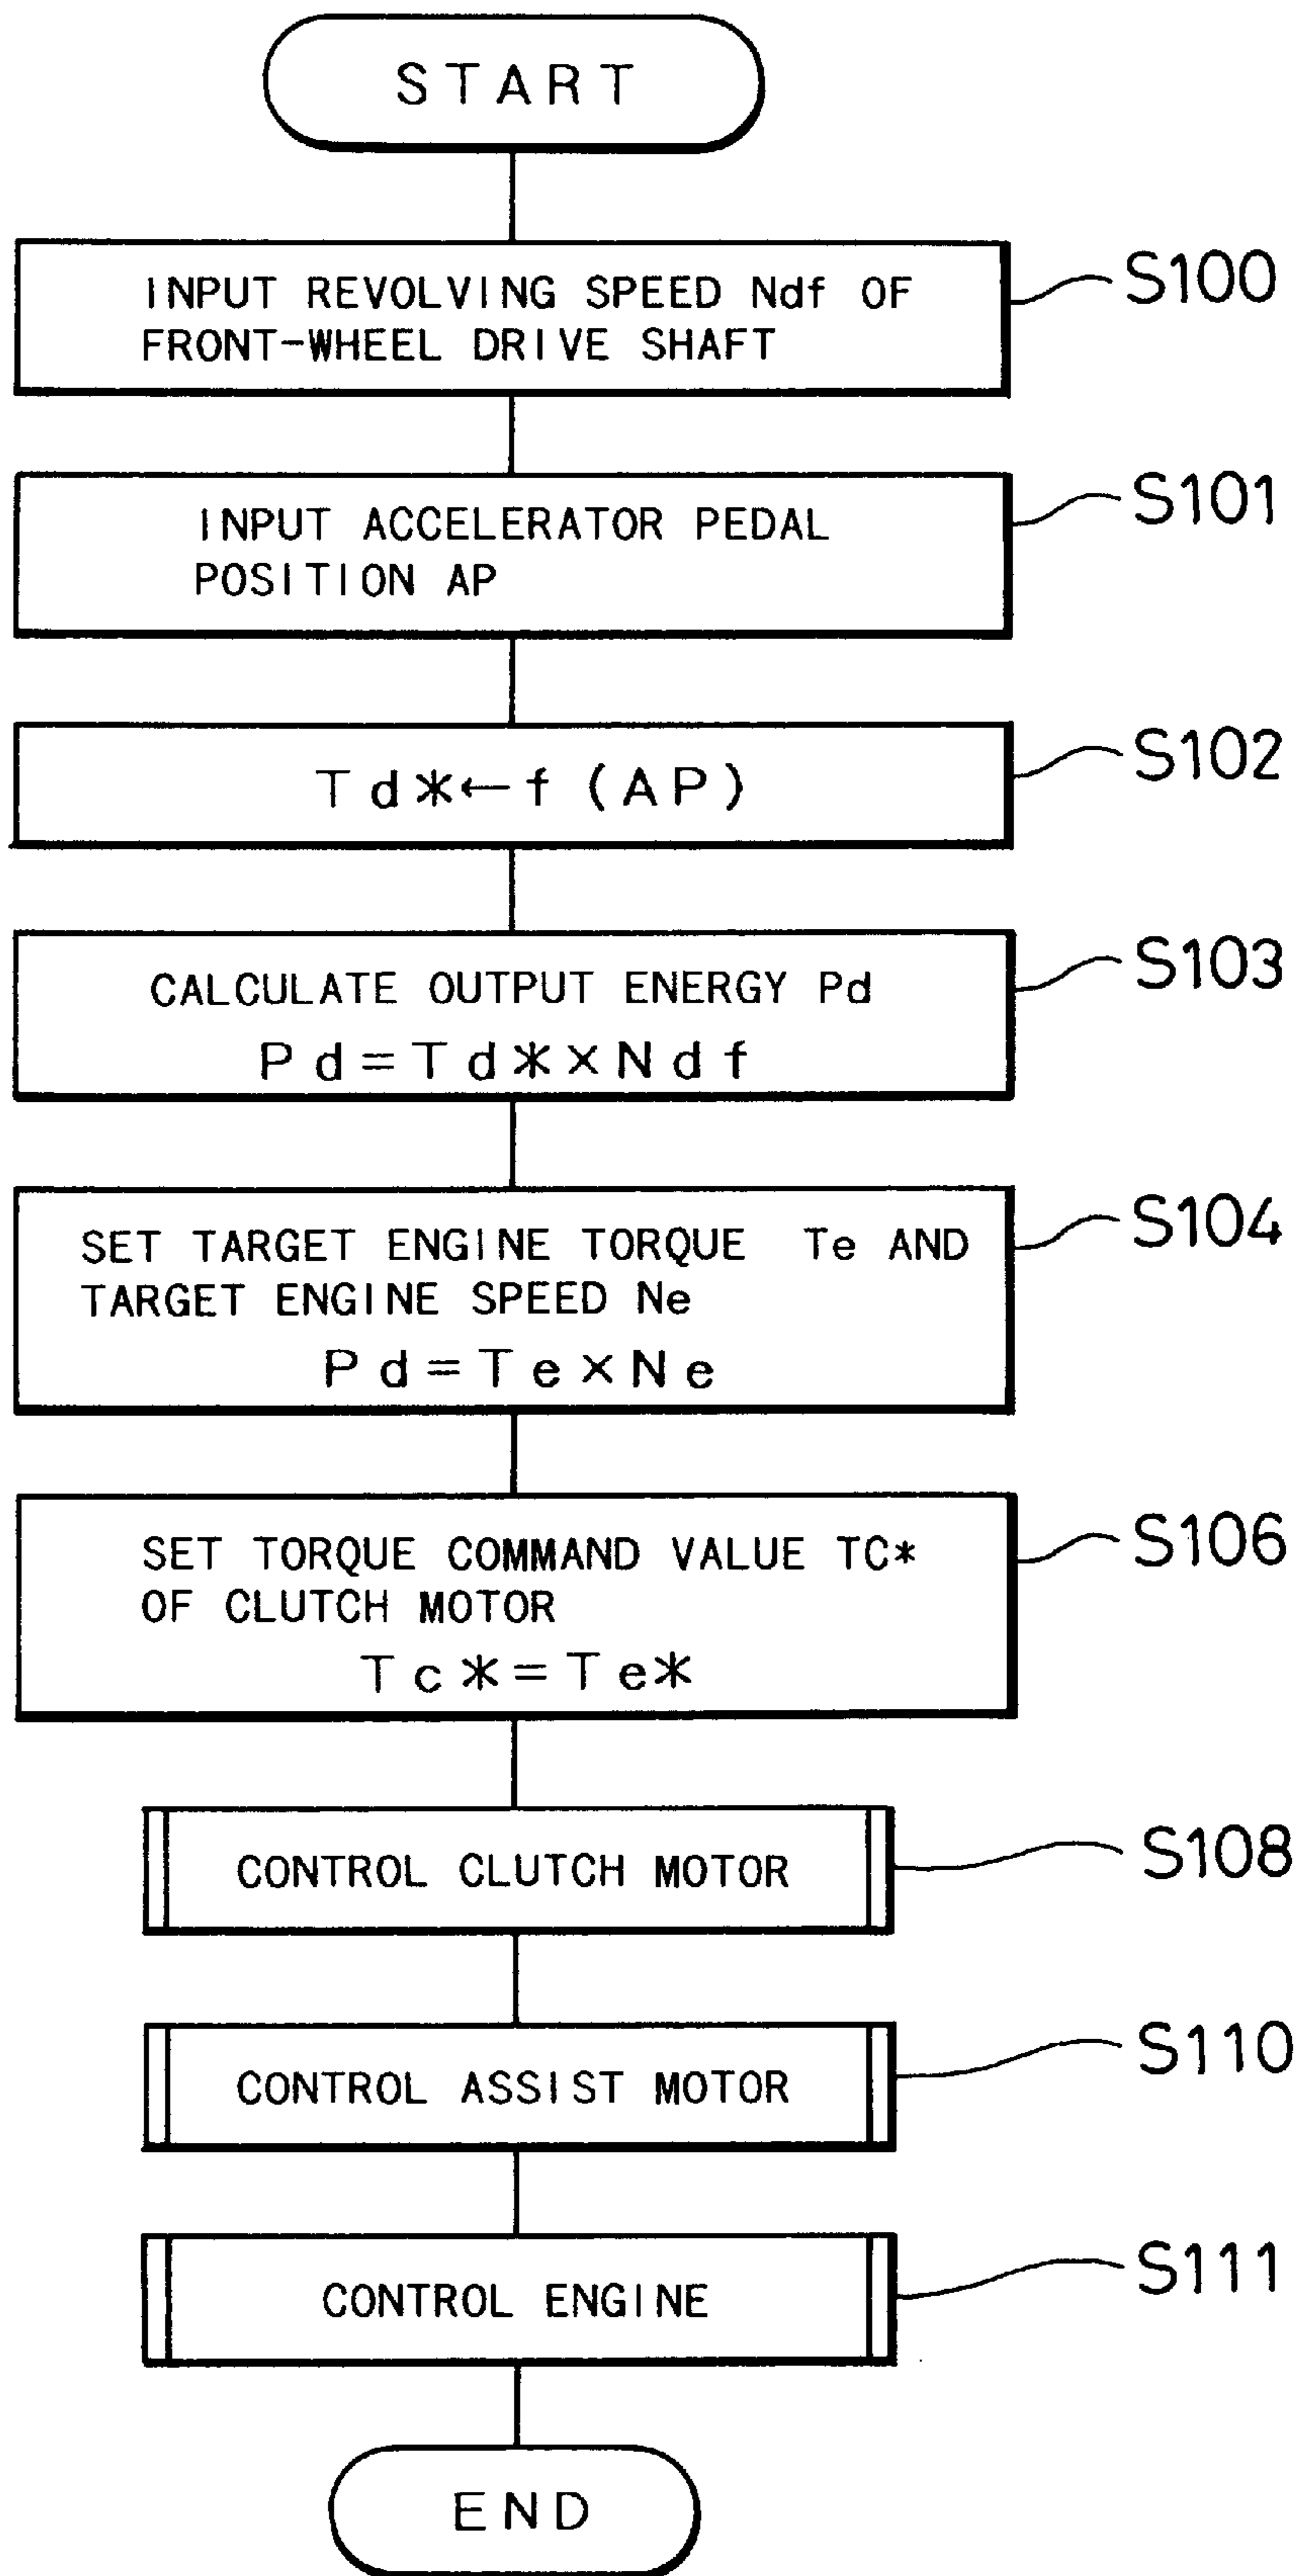 START
INPUT REVOLVING SPEED Ndf OF
FRONT-WHEEL DRIVE SHAFT
S100
INPUT ACCELERATOR PEDAL
POSITION AP
S101
Td*←f(AP)
S102
CALCULATE OUTPUT ENERGY Pd
Pd=Td*×Ndf
S103
SET TARGET ENGINE TORQUE Te AND
TARGET ENGINE SPEED Ne
Pd=Te×Ne
S104
SET TORQUE COMMAND VALUE TC*
OF CLUTCH MOTOR
Tc*=Te*
S106
CONTROL CLUTCH MOTOR
S108
CONTROL ASSIST MOTOR
S110
CONTROL ENGINE
S111
END